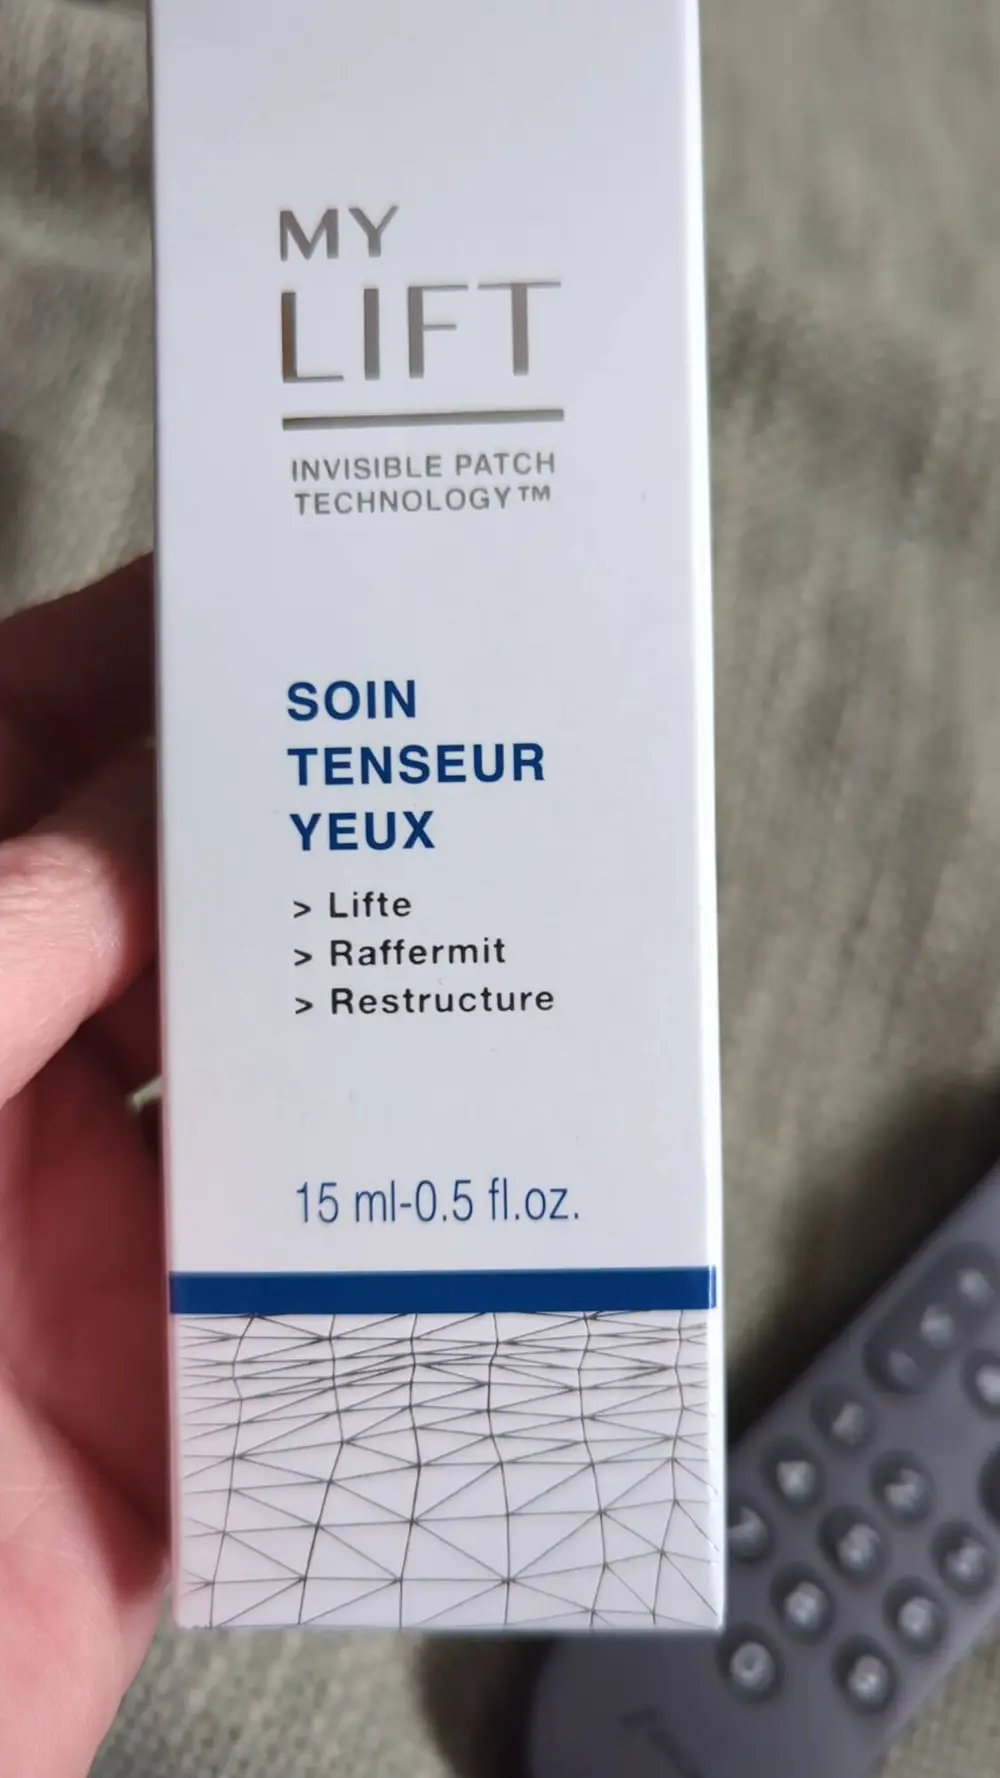 MY
LIFT
INVISIBLE PATCH
TECHNOLOGY™
SOIN
TENSEUR
YEUX
> Lifte
> Raffermit
> Restructure
15 ml-0.5 fl.oz.